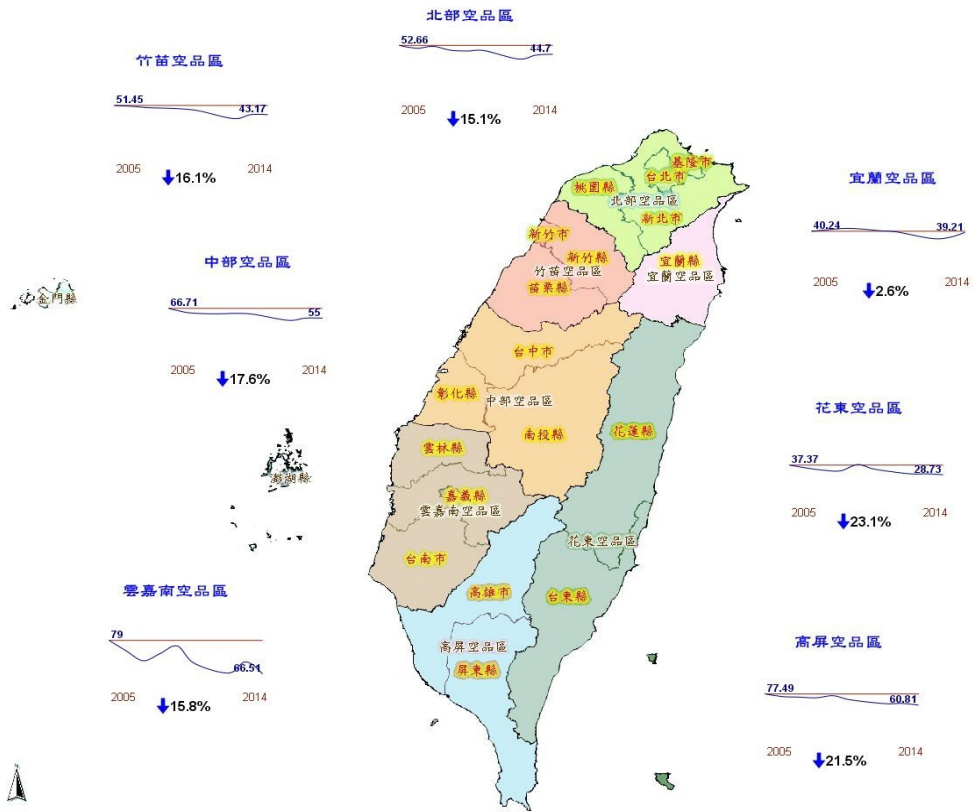 北部空品區
52.66
44.7
2005
2014
15.1%
竹苗空品區
51.45
43.17
2005
2014
16.1%
宜蘭空品區
40.24
39.21
2005
2014
2.6%
中部空品區
66.71
55
2005
2014
17.6%
花東空品區
37.37
28.73
2005
2014
23.1%
雲嘉南空品區
79
66.51
2005
2014
15.8%
高屏空品區
77.49
60.81
2005
2014
21.5%
基隆市
台北市
桃園縣
北部空品區
新北市
新竹市
新竹縣
竹苗空品區
苗栗縣
宜蘭縣
宜蘭空品區
金門縣
台中市
彰化縣
中部空品區
南投縣
花蓮縣
雲林縣
澎湖縣
嘉義縣
雲嘉南空品區
花東空品區
台南市
高雄市
台東縣
高屏空品區
屏東縣